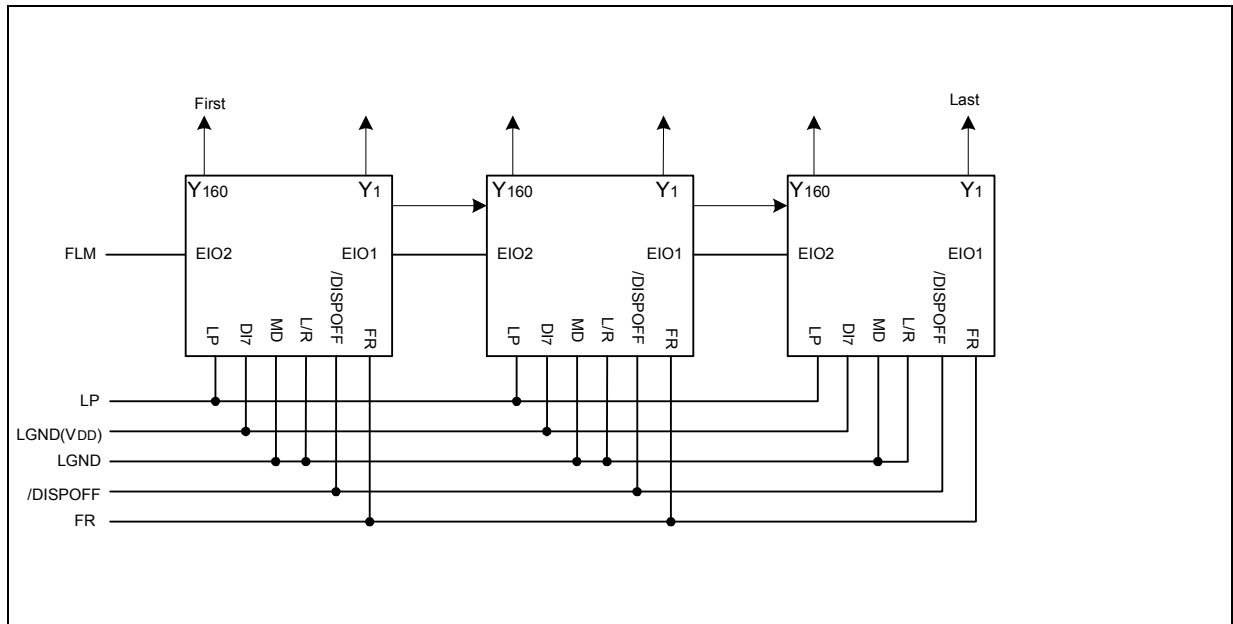 First
Last
Y160 Y1
Y160 Y1
Y160 Y1
FLM
EIO2 EIO1
EIO2 EIO1
EIO2 EIO1
LP DI7 MD L/R /DISPOFF FR
LP DI7 MD L/R /DISPOFF FR
LP DI7 MD L/R /DISPOFF FR
LP
LGND(VDD)
LGND
/DISPOFF
FR